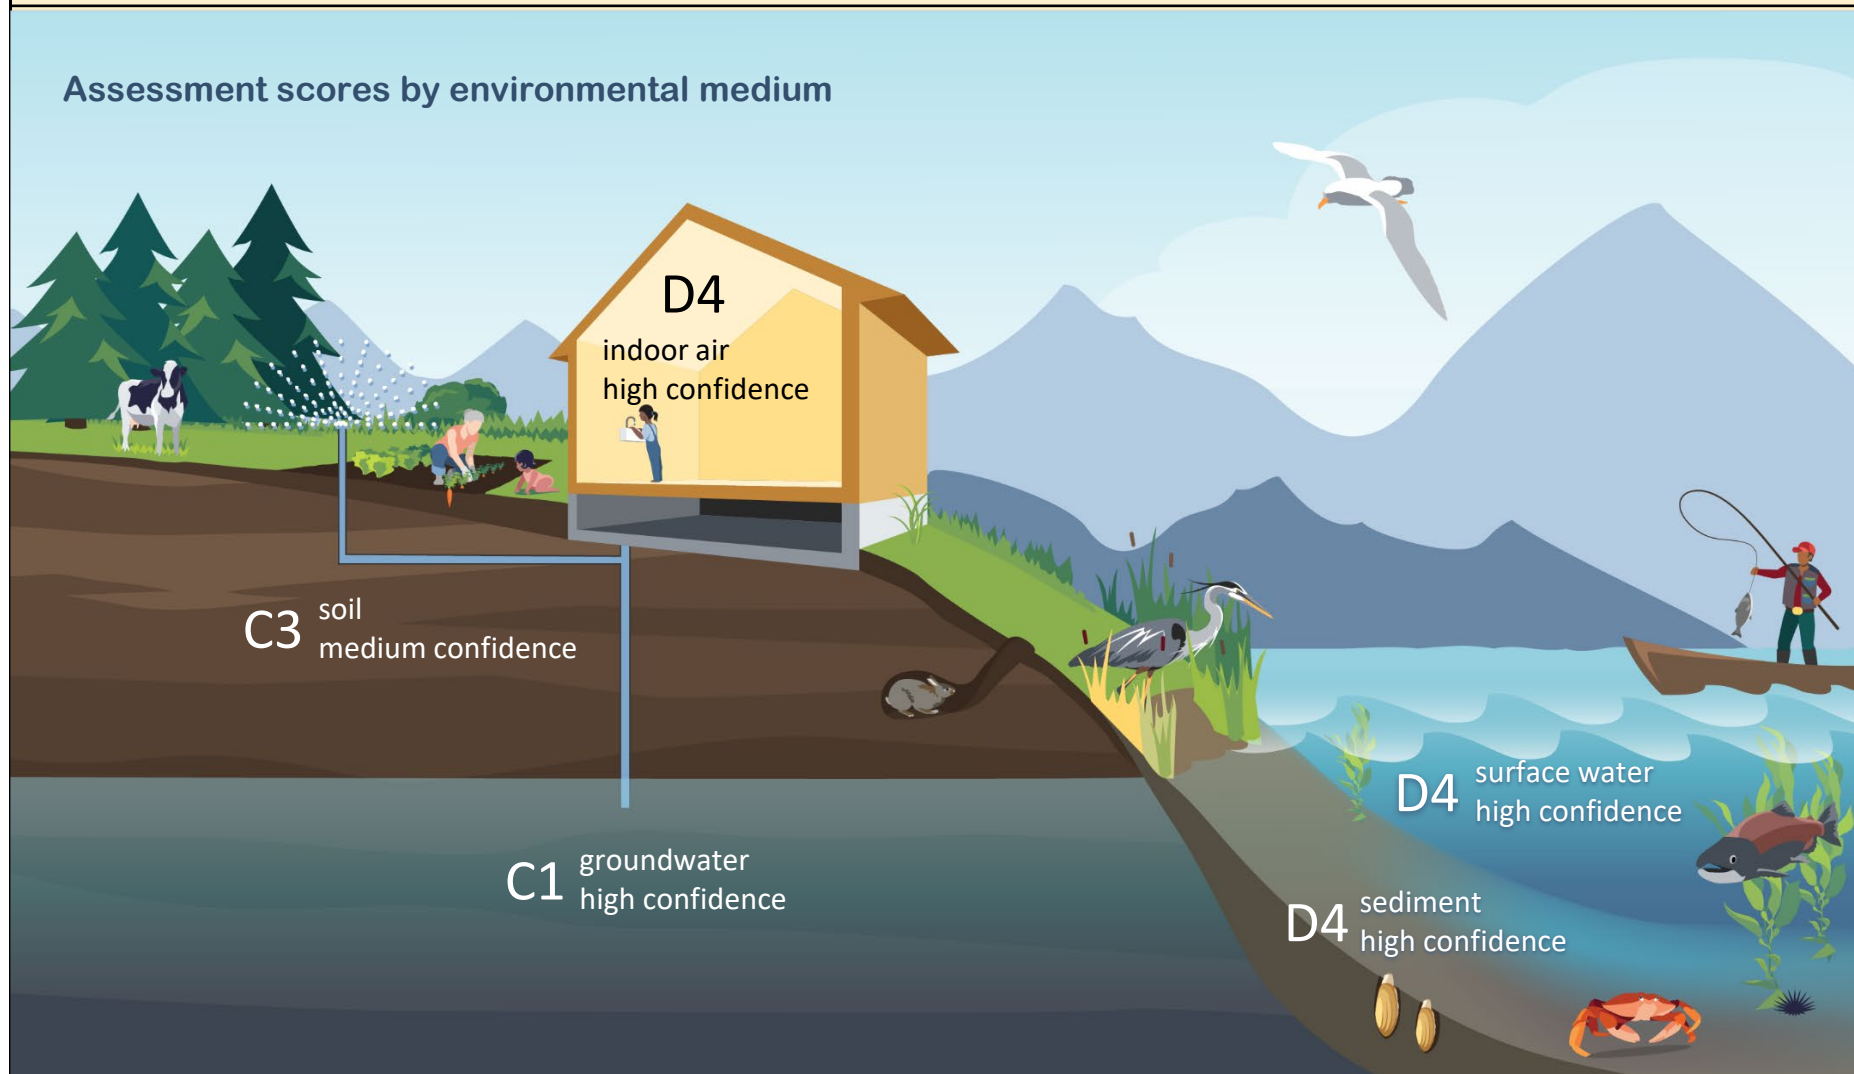 Assessment scores by environmental medium
D4
indoor air
high confidence
C3
soil
medium confidence
C1
groundwater
high confidence
D4
surface water
high confidence
D4
sediment
high confidence